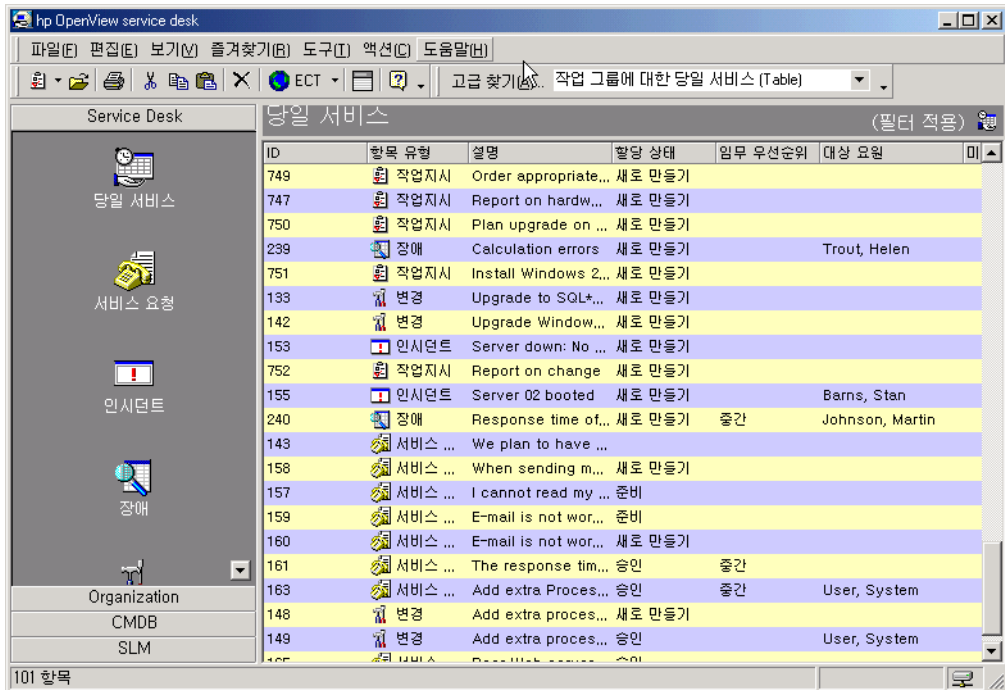 hp OpenView service desk
파일(F) 편집(E) 보기(V) 즐겨찾기(R) 도구(T) 액션(C) 도움말(H)
ECT 고급 찾기(A)... 작업 그룹에 대한 당일 서비스 (Table)
Service Desk
당일 서비스
서비스 요청
인시던트
장애
Organization
CMDB
SLM
당일 서비스 (필터 적용)
ID 항목 유형 설명 할당 상태 임무 우선순위 대상 요원
749 작업지시 Order appropriate... 새로 만들기
747 작업지시 Report on hardw... 새로 만들기
750 작업지시 Plan upgrade on ... 새로 만들기
239 장애 Calculation errors 새로 만들기 Trout, Helen
751 작업지시 Install Windows 2... 새로 만들기
133 변경 Upgrade to SQL*... 새로 만들기
142 변경 Upgrade Window... 새로 만들기
153 인시던트 Server down: No ... 새로 만들기
752 작업지시 Report on change 새로 만들기
155 인시던트 Server 02 booted 새로 만들기 Barns, Stan
240 장애 Response time of... 새로 만들기 중간 Johnson, Martin
143 서비스 ... We plan to have ...
158 서비스 ... When sending m... 새로 만들기
157 서비스 ... I cannot read my ... 준비
159 서비스 ... E-mail is not wor... 준비
160 서비스 ... E-mail is not wor... 새로 만들기
161 서비스 ... The response tim... 승인 중간
163 서비스 ... Add extra Proces... 승인 중간 User, System
148 변경 Add extra proces... 새로 만들기
149 변경 Add extra proces... 승인 User, System
101 항목